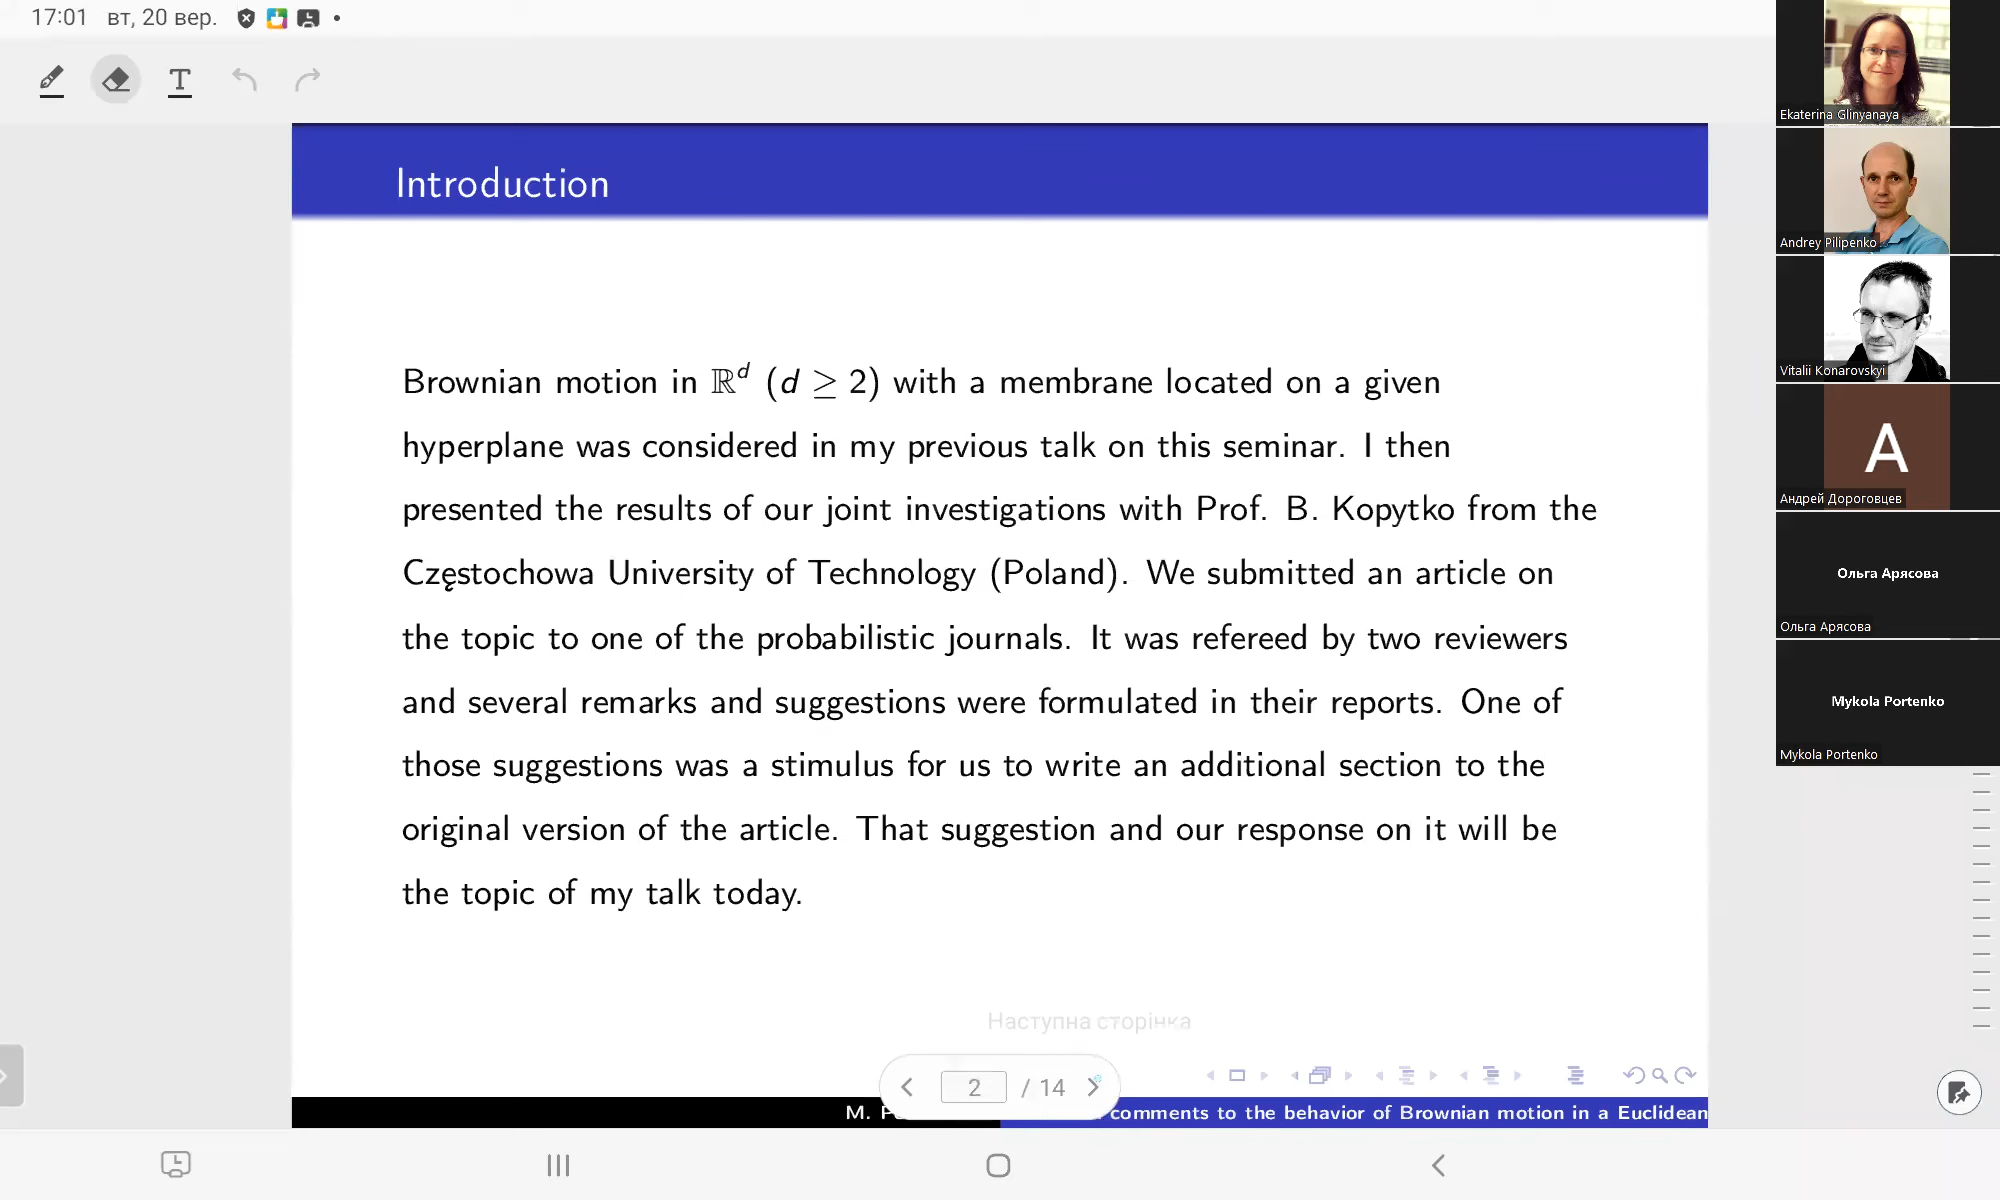 17:01 вт, 20 вер.
T
Introduction
Brownian motion in ℝᵈ (d ≥ 2) with a membrane located on a given
hyperplane was considered in my previous talk on this seminar. I then
presented the results of our joint investigations with Prof. B. Kopytko from the
Częstochowa University of Technology (Poland). We submitted an article on
the topic to one of the probabilistic journals. It was refereed by two reviewers
and several remarks and suggestions were formulated in their reports. One of
those suggestions was a stimulus for us to write an additional section to the
original version of the article. That suggestion and our response on it will be
the topic of my talk today.
Наступна сторінка
2 / 14
M.
comments to the behavior of Brownian motion in a Euclidean
Ekaterina Glinyanaya
Andrey Pilipenko
Vitalii Konarovskyi
A
Андрей Дороговцев
Ольга Арясова
Ольга Арясова
Mykola Portenko
Mykola Portenko